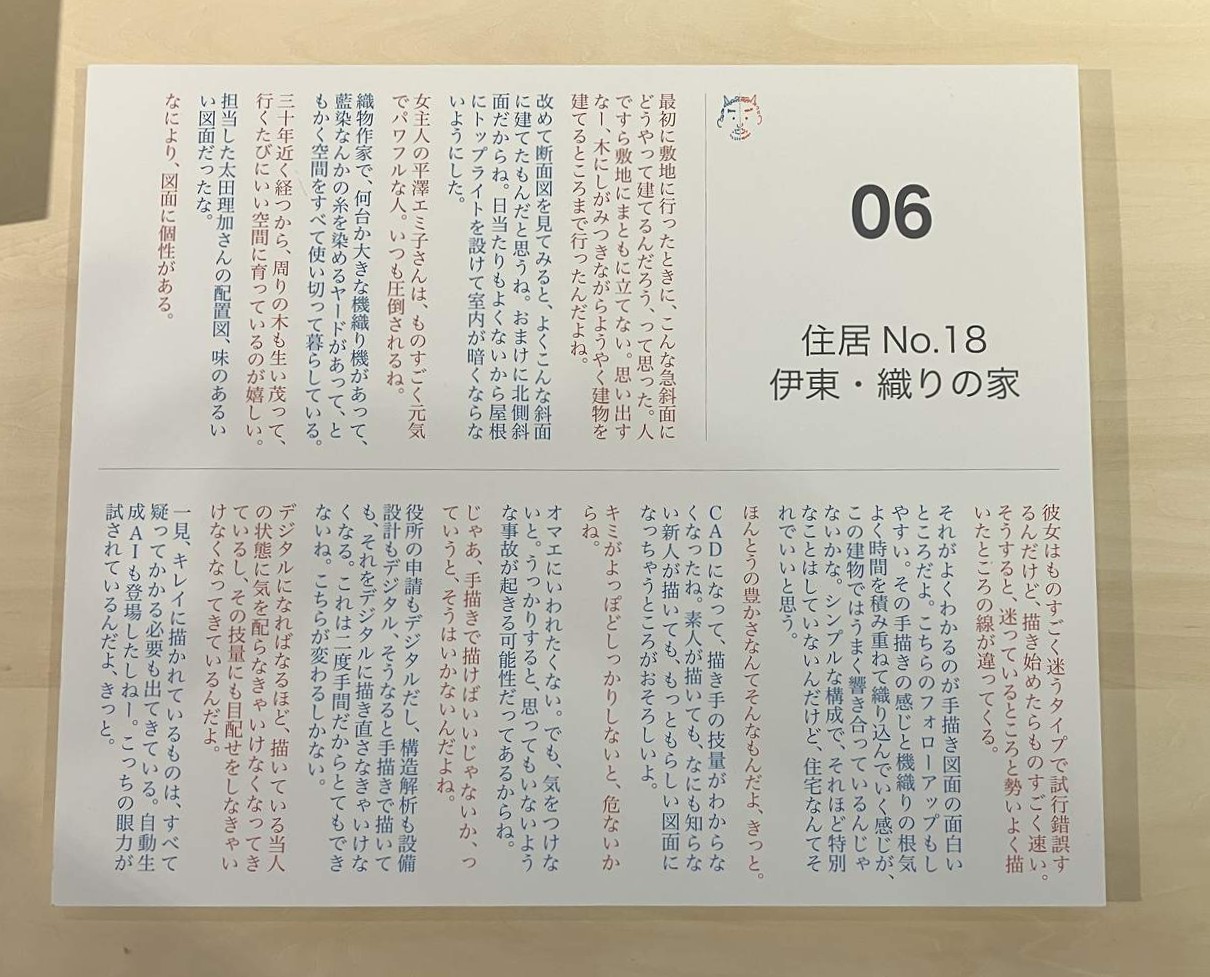 06
住居 No.18
伊東・織りの家
最初に敷地に行ったときに、こんな急斜面に
どうやって建てるんだろう、って思った。人
ですら敷地にまともに立てない。思い出す
なー、木にしがみつきながらようやく建物を
建てるところまで行ったんだよね。
改めて断面図を見てみると、よくこんな斜面
に建てたもんだと思うね。おまけに北側斜
面だからね。日当たりもよくないから屋根
にトップライトを設けて室内が暗くならな
いようにした。
女主人の平澤エミ子さんは、ものすごく元気
でパワフルな人。いつも圧倒されるね。
織物作家で、何台か大きな機織り機があって、
藍染なんかの糸を染めるヤードがあって、と
もかく空間をすべて使い切って暮らしている。
三十年近く経つから、周りの木も生い茂って、
行くたびにいい空間に育っているのが嬉しい。
担当した太田理加さんの配置図、味のあるい
い図面だったな。
なにより、図面に個性がある。
彼女はものすごく迷うタイプで試行錯誤す
るんだけど、描き始めたらものすごく速い。
そうすると、迷っているところと勢いよく描
いたところの線が違ってくる。
それがよくわかるのが手描き図面の面白い
ところだよ。こちらのフォローアップもし
やすい。その手描きの感じと機織りの根気
よく時間を積み重ねて織り込んでいく感じが、
この建物ではうまく響き合っているんじゃ
ないかな。シンプルな構成で、それほど特別
なことはしていないんだけど、住宅なんてそ
れでいいと思う。
ほんとうの豊かさなんてそんなもんだよ、きっと。
CADになって、描き手の技量がわからな
くなったね。素人が描いても、なにも知らな
い新人が描いても、もっともらしい図面に
なっちゃうところがおそろしいよ。
キミがよっぽどしっかりしないと、危ないか
らね。
オマエにいわれたくない。でも、気をつけな
いと。うっかりすると、思ってもいないよう
な事故が起きる可能性だってあるからね。
じゃあ、手描きで描けばいいじゃないか、っ
ていうと、そうはいかないんだよね。
役所の申請もデジタルだし、構造解析も設備
設計もデジタル、そうなると手描きで描いて
も、それをデジタルに描き直さなきゃいけな
くなる。これは二度手間だからとてもでき
ないね。こちらが変わるしかない。
デジタルになればなるほど、描いている当人
の状態に気を配らなきゃいけなくなってき
ているし、その技量にも目配せをしなきゃい
けなくなってきているんだよ。
一見、キレイに描かれているものは、すべて
疑ってかかる必要も出てきている。自動生
成AIも登場したしねー。こっちの眼力が
試されているんだよ、きっと。